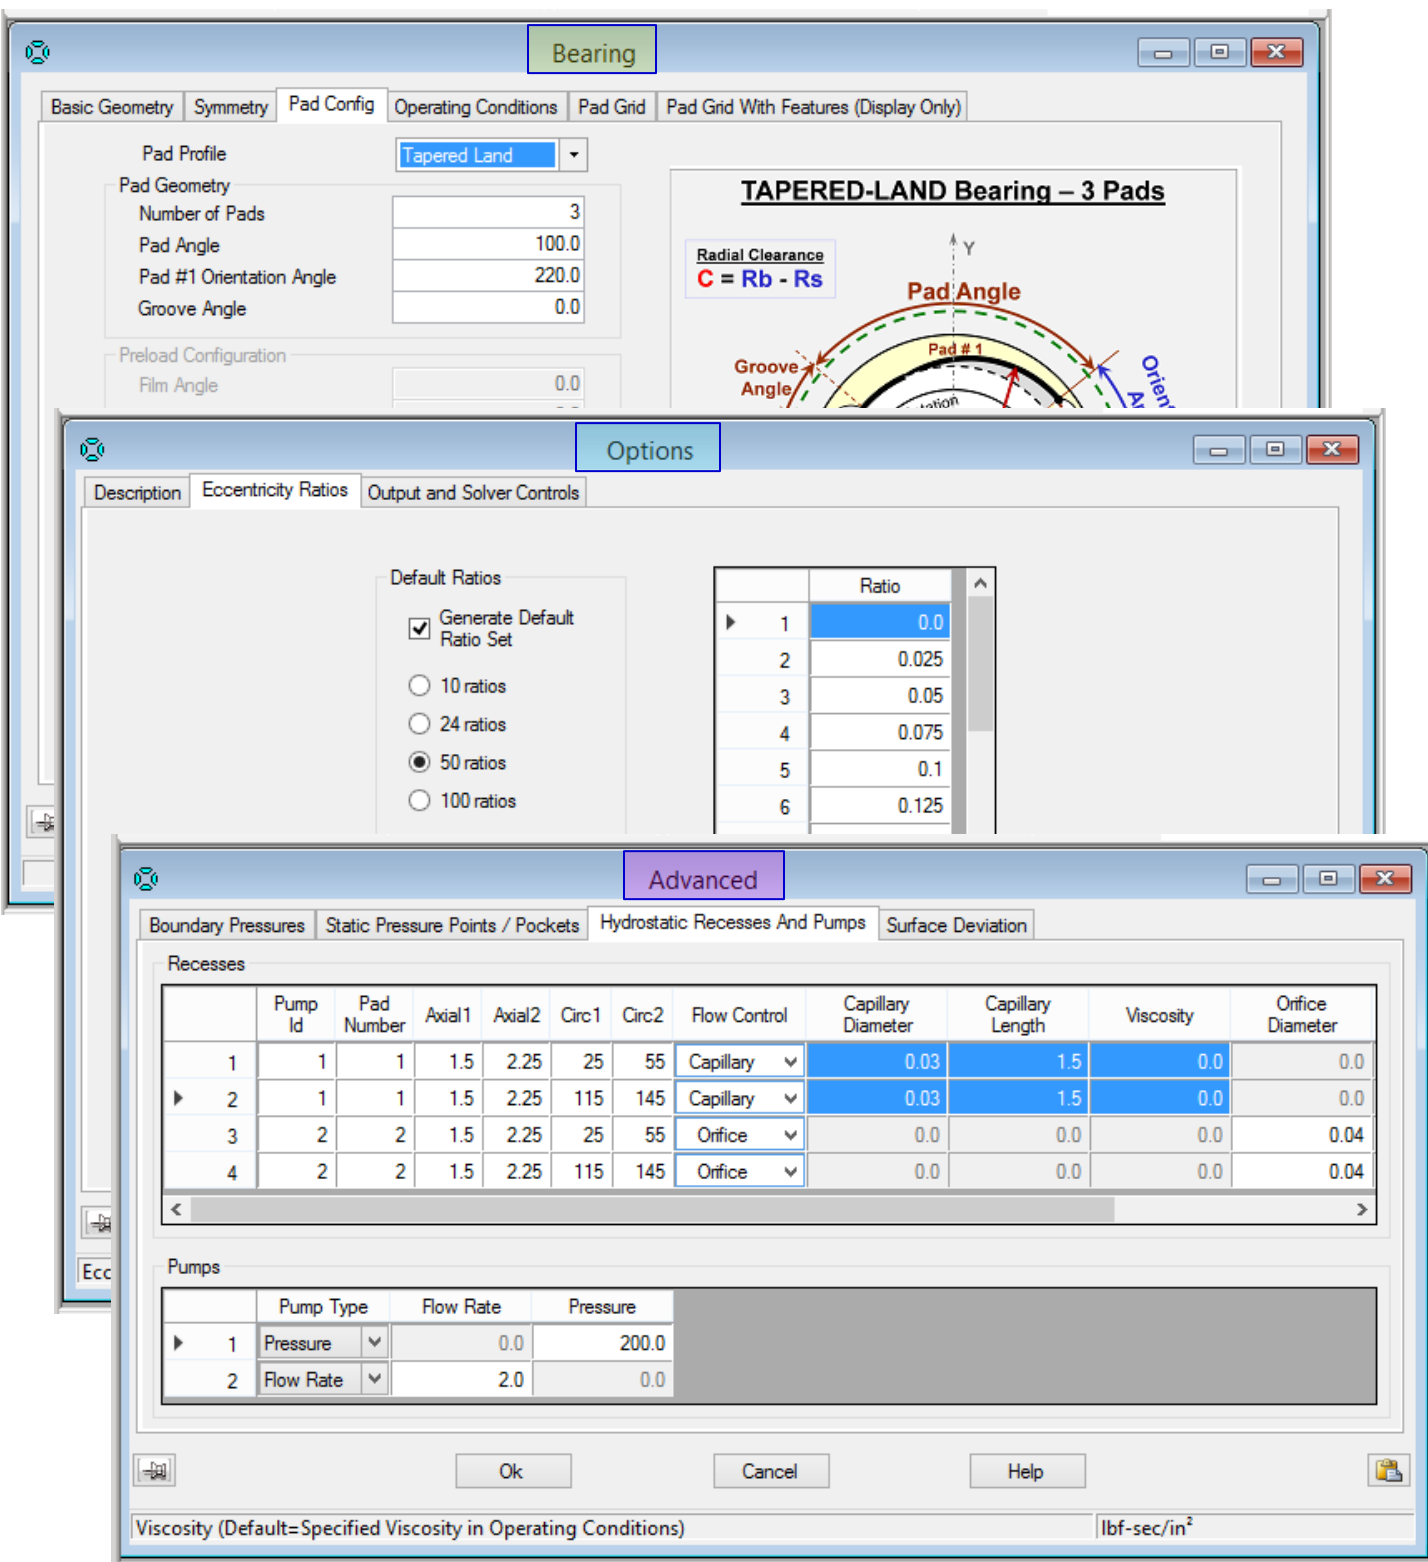 Bearing
Basic Geometry Symmetry Pad Config Operating Conditions Pad Grid Pad Grid With Features (Display Only)
Pad Profile Tapered Land
Pad Geometry
Number of Pads 3
Pad Angle 100.0
Pad #1 Orientation Angle 220.0
Groove Angle 0.0
Preload Configuration
Film Angle 0.0
TAPERED-LAND Bearing – 3 Pads
Radial Clearance
C = Rb - Rs
Y
Pad Angle
Pad # 1
Groove
Angle
Options
Description Eccentricity Ratios Output and Solver Controls
Default Ratios
Generate Default
Ratio Set
10 ratios
24 ratios
50 ratios
100 ratios
Ratio
1 0.0
2 0.025
3 0.05
4 0.075
5 0.1
6 0.125
Ecc
Advanced
Boundary Pressures Static Pressure Points / Pockets Hydrostatic Recesses And Pumps Surface Deviation
Recesses
Pump Id Pad Number Axial1 Axial2 Circ1 Circ2 Flow Control Capillary Diameter Capillary Length Viscosity Orifice Diameter
1 1 1 1.5 2.25 25 55 Capillary 0.03 1.5 0.0 0.0
2 1 1 1.5 2.25 115 145 Capillary 0.03 1.5 0.0 0.0
3 2 2 1.5 2.25 25 55 Orifice 0.0 0.0 0.0 0.04
4 2 2 1.5 2.25 115 145 Orifice 0.0 0.0 0.0 0.04
Pumps
Pump Type Flow Rate Pressure
1 Pressure 0.0 200.0
2 Flow Rate 2.0 0.0
Ok Cancel Help
Viscosity (Default=Specified Viscosity in Operating Conditions) lbf-sec/in²